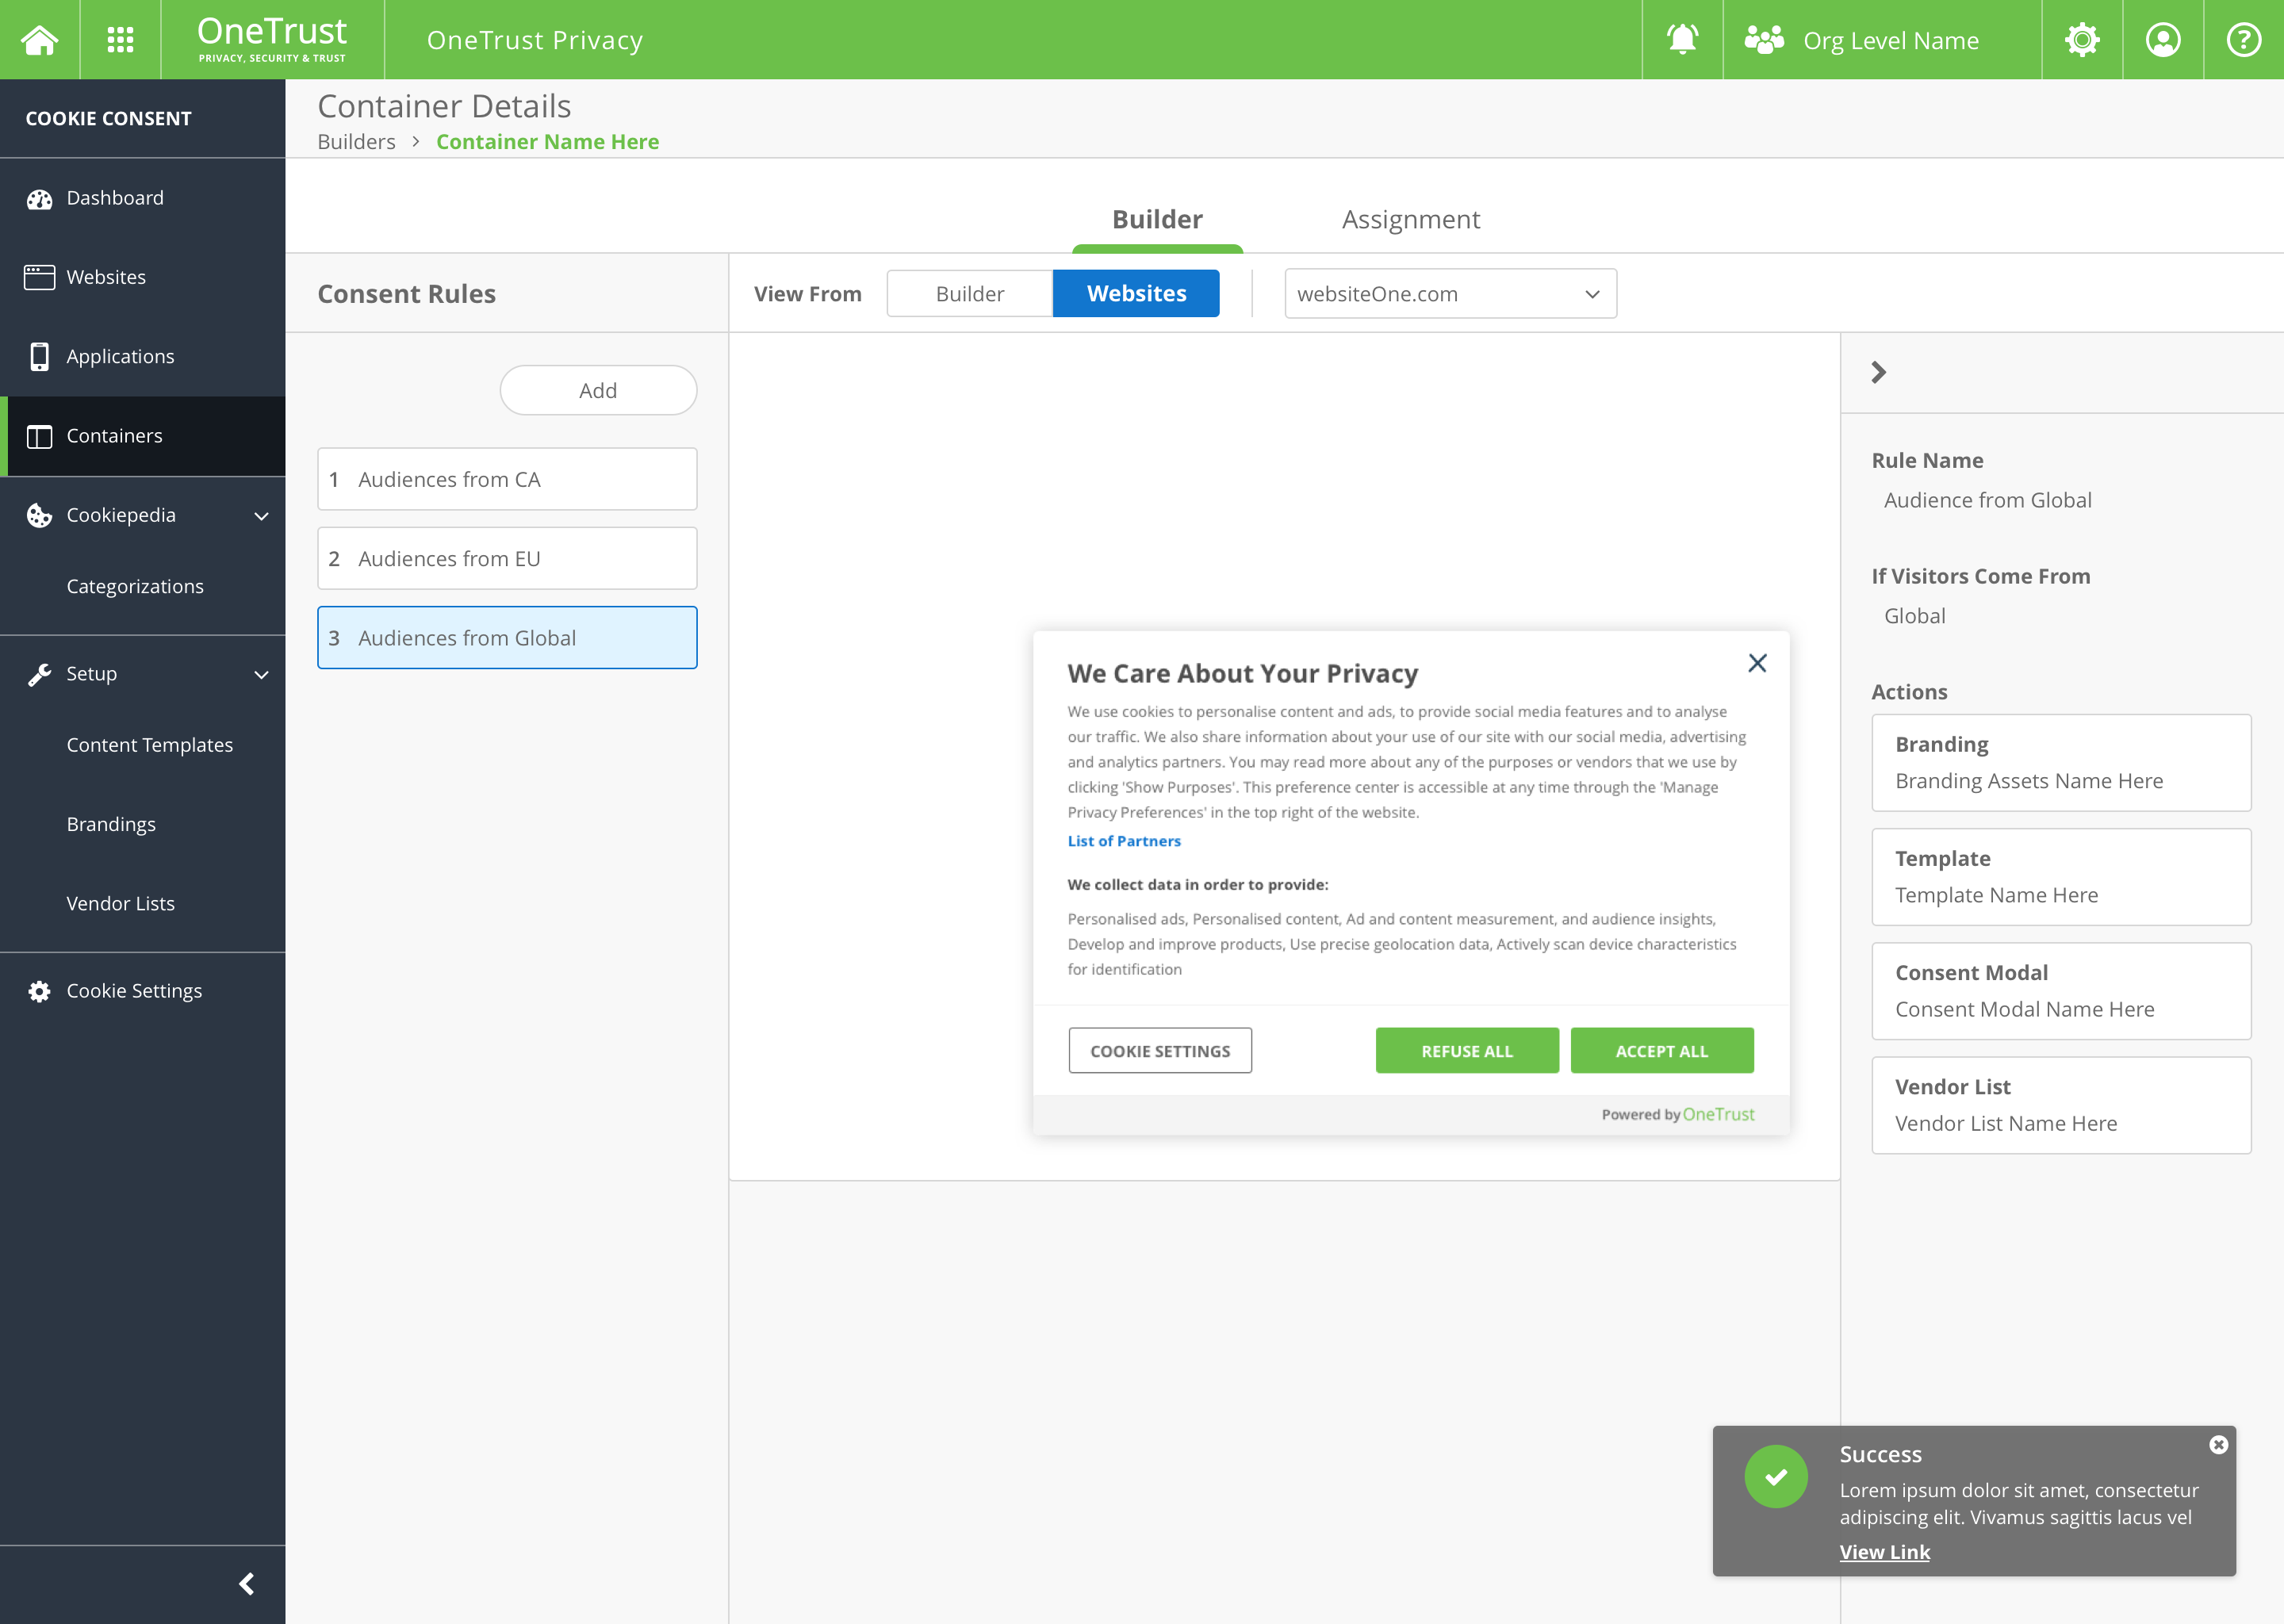 OneTrust
PRIVACY, SECURITY & TRUST
OneTrust Privacy
Org Level Name
COOKIE CONSENT
Dashboard
Websites
Applications
Containers
Cookiepedia
Categorizations
Setup
Content Templates
Brandings
Vendor Lists
Cookie Settings
Container Details
Builders > Container Name Here
Builder
Assignment
Consent Rules
Add
1 Audiences from CA
2 Audiences from EU
3 Audiences from Global
View From
Builder
Websites
websiteOne.com
We Care About Your Privacy
We use cookies to personalise content and ads, to provide social media features and to analyse
our traffic. We also share information about your use of our site with our social media, advertising
and analytics partners. You may read more about any of the purposes or vendors that we use by
clicking 'Show Purposes'. This preference center is accessible at any time through the 'Manage
Privacy Preferences' in the top right of the website.
List of Partners
We collect data in order to provide:
Personalised ads, Personalised content, Ad and content measurement, and audience insights,
Develop and improve products, Use precise geolocation data, Actively scan device characteristics
for identification
COOKIE SETTINGS
REFUSE ALL
ACCEPT ALL
Powered by OneTrust
Rule Name
Audience from Global
If Visitors Come From
Global
Actions
Branding
Branding Assets Name Here
Template
Template Name Here
Consent Modal
Consent Modal Name Here
Vendor List
Vendor List Name Here
Success
Lorem ipsum dolor sit amet, consectetur
adipiscing elit. Vivamus sagittis lacus vel
View Link